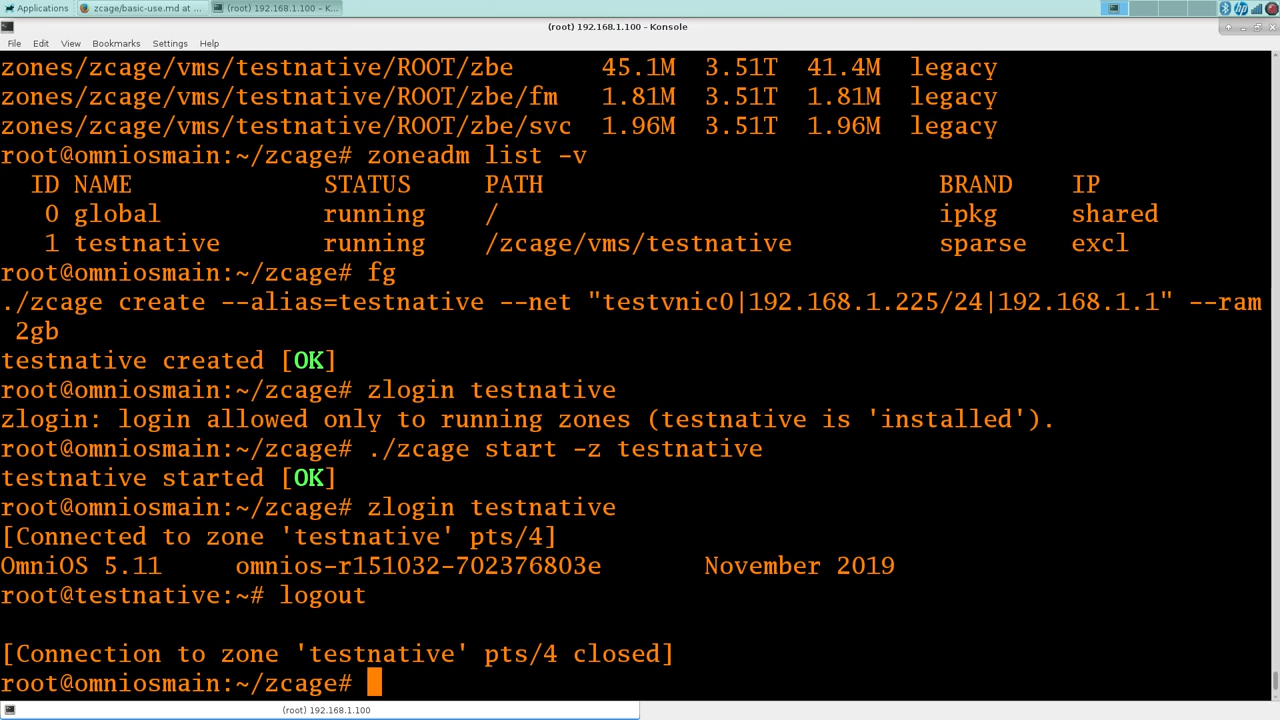 Applications
zcage/basic-use.md at ...
(root) 192.168.1.100 - K...
(root) 192.168.1.100 - Konsole
File Edit View Bookmarks Settings Help
zones/zcage/vms/testnative/ROOT/zbe 45.1M 3.51T 41.4M legacy
zones/zcage/vms/testnative/ROOT/zbe/fm 1.81M 3.51T 1.81M legacy
zones/zcage/vms/testnative/ROOT/zbe/svc 1.96M 3.51T 1.96M legacy
root@omniosmain:~/zcage# zoneadm list -v
ID NAME STATUS PATH BRAND IP
0 global running / ipkg shared
1 testnative running /zcage/vms/testnative sparse excl
root@omniosmain:~/zcage# fg
./zcage create --alias=testnative --net "testvnic0|192.168.1.225/24|192.168.1.1" --ram
2gb
testnative created [OK]
root@omniosmain:~/zcage# zlogin testnative
zlogin: login allowed only to running zones (testnative is 'installed').
root@omniosmain:~/zcage# ./zcage start -z testnative
testnative started [OK]
root@omniosmain:~/zcage# zlogin testnative
[Connected to zone 'testnative' pts/4]
OmniOS 5.11 omnios-r151032-702376803e November 2019
root@testnative:~# logout
[Connection to zone 'testnative' pts/4 closed]
root@omniosmain:~/zcage#
(root) 192.168.1.100